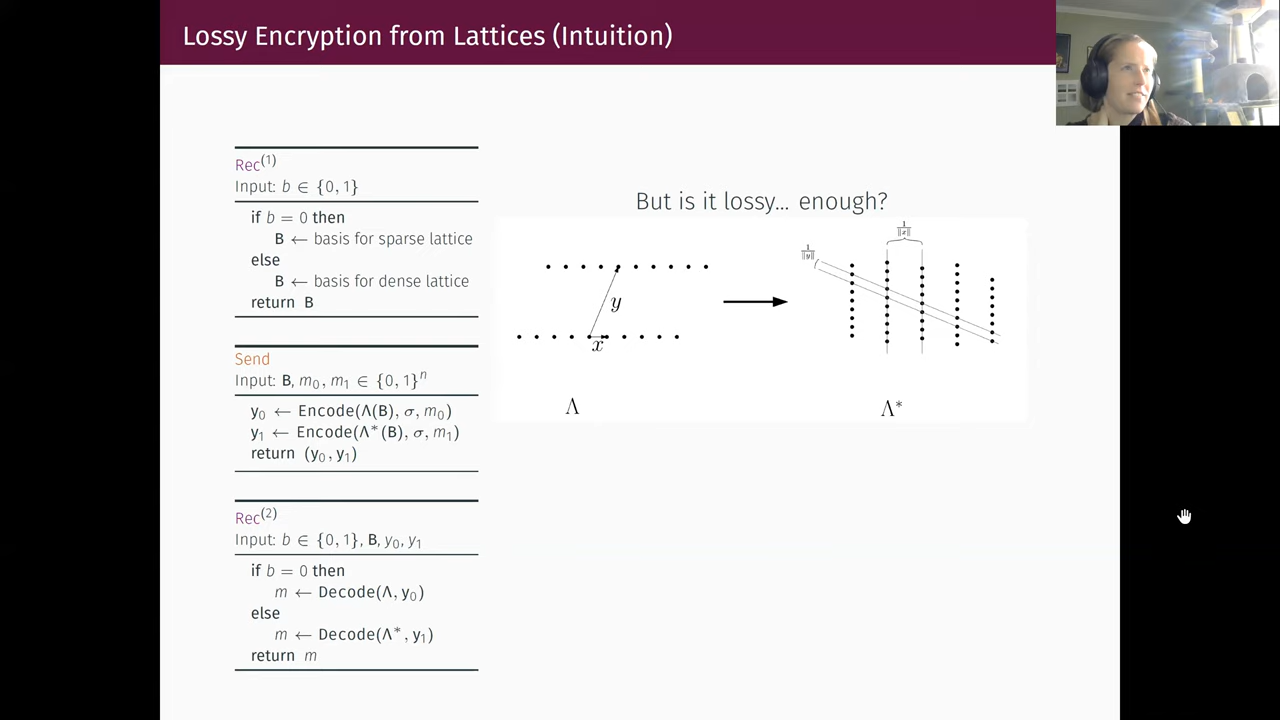 Lossy Encryption from Lattices (Intuition)
Rec(1)
Input: b ∈ {0, 1}
if b = 0 then
B ← basis for sparse lattice
else
B ← basis for dense lattice
return B
Send
Input: B, m₀, m₁ ∈ {0, 1}ⁿ
y₀ ← Encode(Λ(B), σ, m₀)
y₁ ← Encode(Λ*(B), σ, m₁)
return (y₀, y₁)
Rec(2)
Input: b ∈ {0, 1}, B, y₀, y₁
if b = 0 then
m ← Decode(Λ, y₀)
else
m ← Decode(Λ*, y₁)
return m
But is it lossy... enough?
y
x
Λ
1/‖y‖
1/‖x‖
Λ*